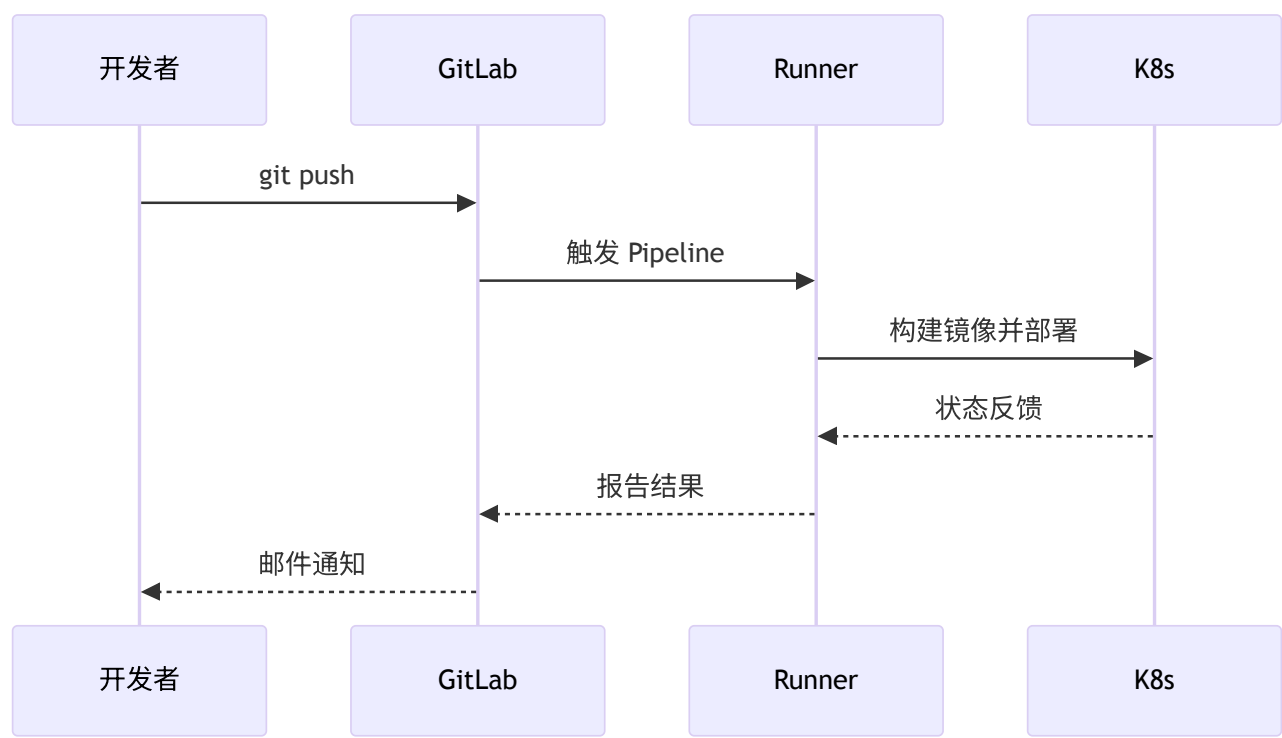 开发者
GitLab
Runner
K8s
git push
触发 Pipeline
构建镜像并部署
状态反馈
报告结果
邮件通知
开发者
GitLab
Runner
K8s